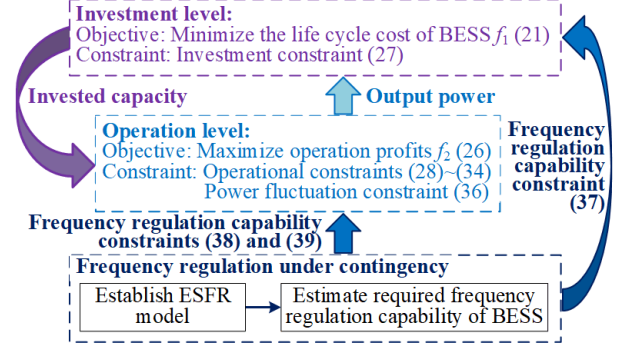 Investment level:
Objective: Minimize the life cycle cost of BESS f₁ (21)
Constraint: Investment constraint (27)
Invested capacity
Output power
Operation level:
Objective: Maximize operation profits f₂ (26)
Constraint: Operational constraints (28)~(34)
Power fluctuation constraint (36)
Frequency
regulation
capability
constraint
(37)
Frequency regulation capability
constraints (38) and (39)
Frequency regulation under contingency
Establish ESFR
model
Estimate required frequency
regulation capability of BESS